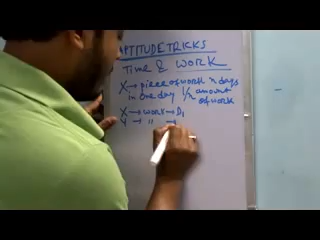 APTITUDE TRICKS
TIME & WORK
X → piece of work 'n days
in one day 1/n amount
of work
X → work → D1
Y → " →